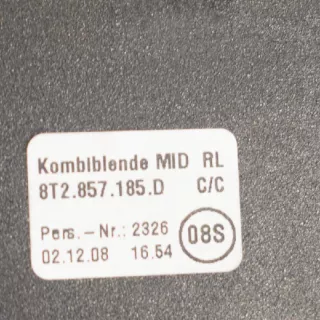 Kombiblende MID RL
8T2.857.185.D C/C
Pers.-Nr.: 2326 08S
02.12.08 16.54